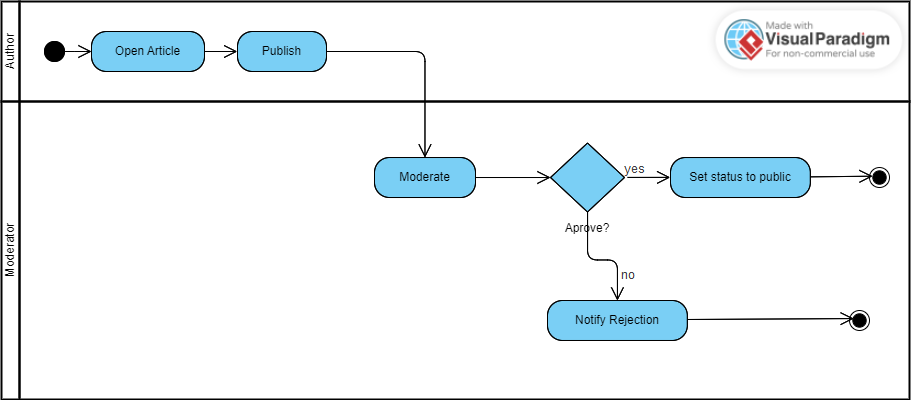 Author
Open Article
Publish
Made with
Visual Paradigm
For non-commercial use
Moderator
Moderate
yes
Set status to public
Aprove?
no
Notify Rejection